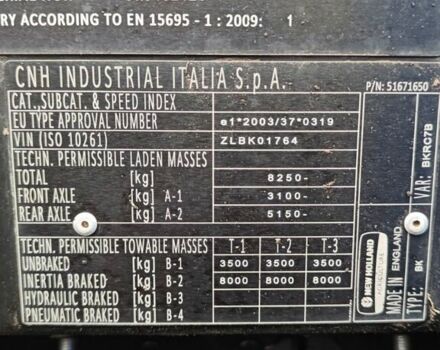 RY ACCORDING TO EN 15695 - 1 : 2009: 1
CNH INDUSTRIAL ITALIA S.p.A.
P/N: 51671650
CAT.,SUBCAT. & SPEED INDEX
EU TYPE APPROVAL NUMBER e1*2003/37*0319
VIN (ISO 10261) ZLBK01764
TECHN. PERMISSIBLE LADEN MASSES
TOTAL [kg] 8250-
FRONT AXLE [kg] A-1 3100-
REAR AXLE [kg] A-2 5150-
TECHN. PERMISSIBLE TOWABLE MASSES T-1 T-2 T-3
UNBRAKED [kg] B-1 3500 3500 3500
INERTIA BRAKED [kg] B-2 8000 8000 8000
HYDRAULIC BRAKED [kg] B-3
PNEUMATIC BRAKED [kg] B-4
NEW HOLLAND
AGRICULTURE
MADE IN ENGLAND
TYPE: BK
VAR: BKRC7B